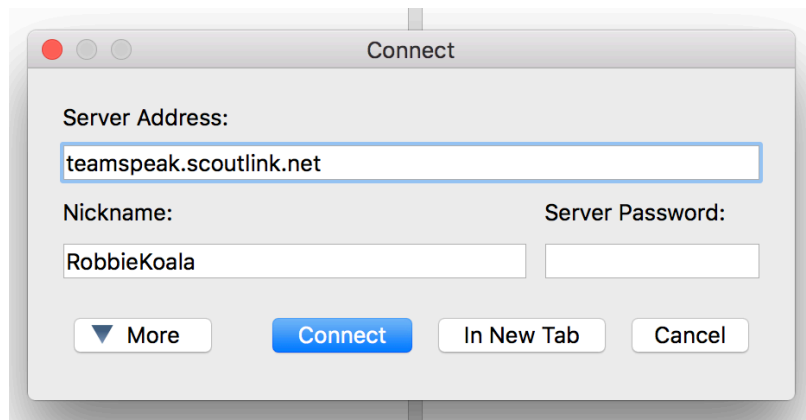 Connect
Server Address:
teamspeak.scoutlink.net
Nickname: Server Password:
RobbieKoala
More Connect In New Tab Cancel